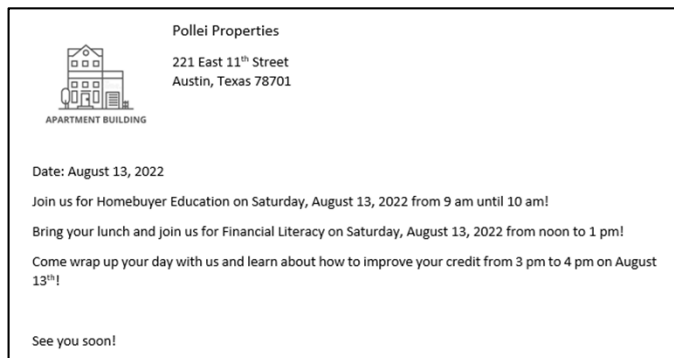 Pollei Properties
221 East 11th Street
Austin, Texas 78701
APARTMENT BUILDING
Date: August 13, 2022
Join us for Homebuyer Education on Saturday, August 13, 2022 from 9 am until 10 am!
Bring your lunch and join us for Financial Literacy on Saturday, August 13, 2022 from noon to 1 pm!
Come wrap up your day with us and learn about how to improve your credit from 3 pm to 4 pm on August
13th!
See you soon!